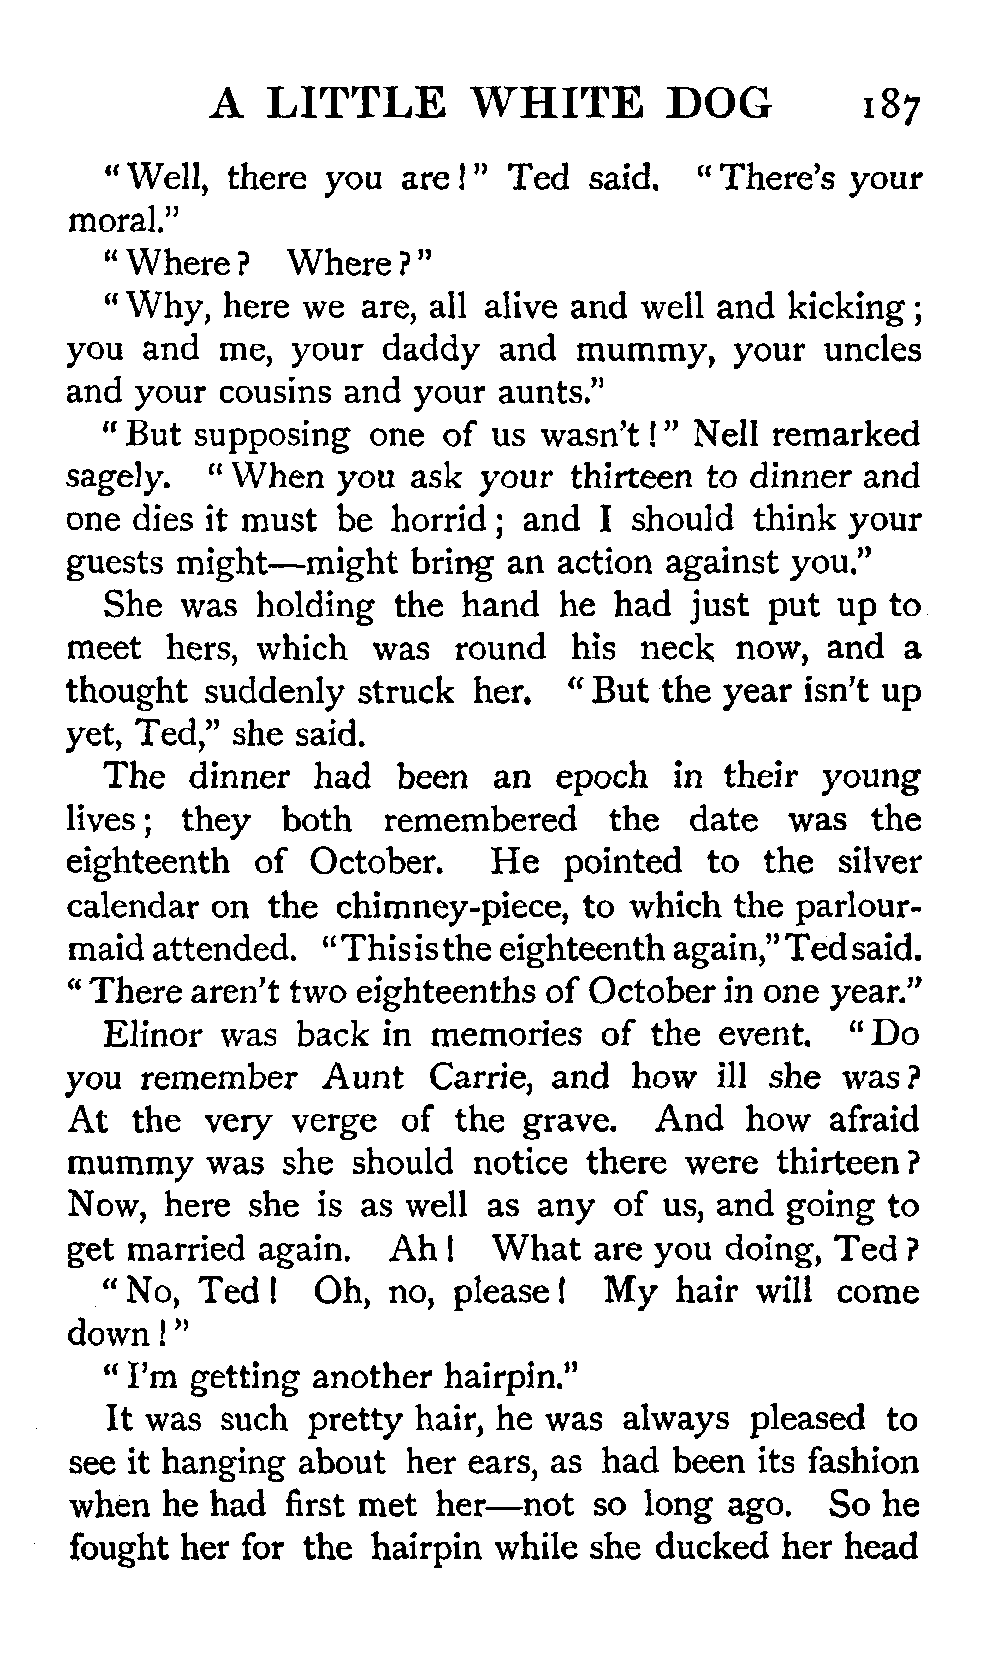 A LITTLE WHITE DOG 187
"Well, there you are!" Ted said. "There's your
moral."
"Where? Where?"
"Why, here we are, all alive and well and kicking;
you and me, your daddy and mummy, your uncles
and your cousins and your aunts."
"But supposing one of us wasn't!" Nell remarked
sagely. "When you ask your thirteen to dinner and
one dies it must be horrid; and I should think your
guests might—might bring an action against you."
She was holding the hand he had just put up to
meet hers, which was round his neck now, and a
thought suddenly struck her. "But the year isn't up
yet, Ted," she said.
The dinner had been an epoch in their young
lives; they both remembered the date was the
eighteenth of October. He pointed to the silver
calendar on the chimney-piece, to which the parlour-
maid attended. "This is the eighteenth again," Ted said.
"There aren't two eighteenths of October in one year."
Elinor was back in memories of the event. "Do
you remember Aunt Carrie, and how ill she was?
At the very verge of the grave. And how afraid
mummy was she should notice there were thirteen?
Now, here she is as well as any of us, and going to
get married again. Ah! What are you doing, Ted?
"No, Ted! Oh, no, please! My hair will come
down!"
"I'm getting another hairpin."
It was such pretty hair, he was always pleased to
see it hanging about her ears, as had been its fashion
when he had first met her—not so long ago. So he
fought her for the hairpin while she ducked her head